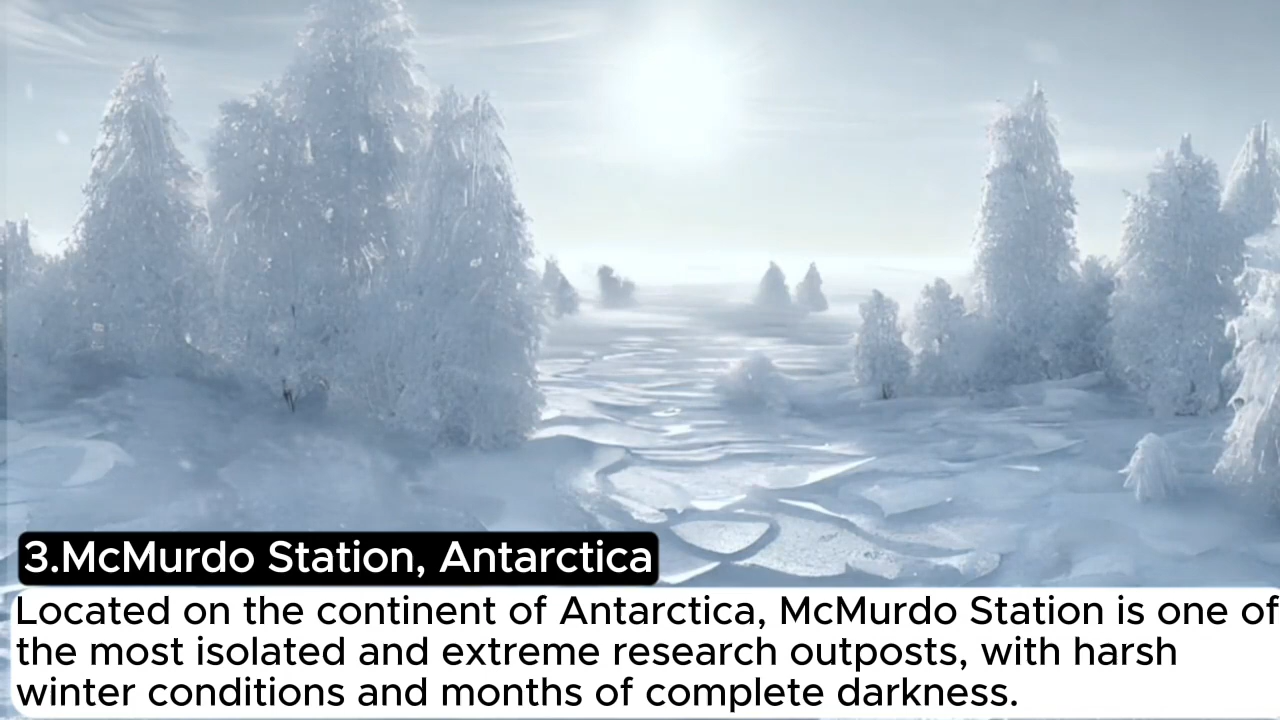 3.McMurdo Station, Antarctica
Located on the continent of Antarctica, McMurdo Station is one of
the most isolated and extreme research outposts, with harsh
winter conditions and months of complete darkness.